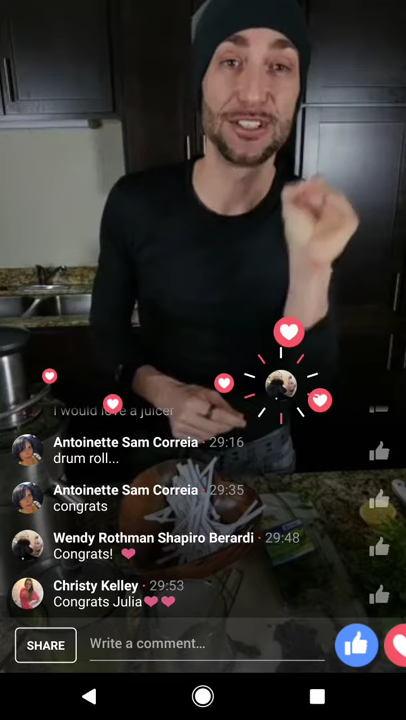 I would love a juicer
Antoinette Sam Correia · 29:16
drum roll...
Antoinette Sam Correia · 29:35
congrats
Wendy Rothman Shapiro Berardi · 29:48
Congrats! ❤
Christy Kelley · 29:53
Congrats Julia❤❤
SHARE
Write a comment...